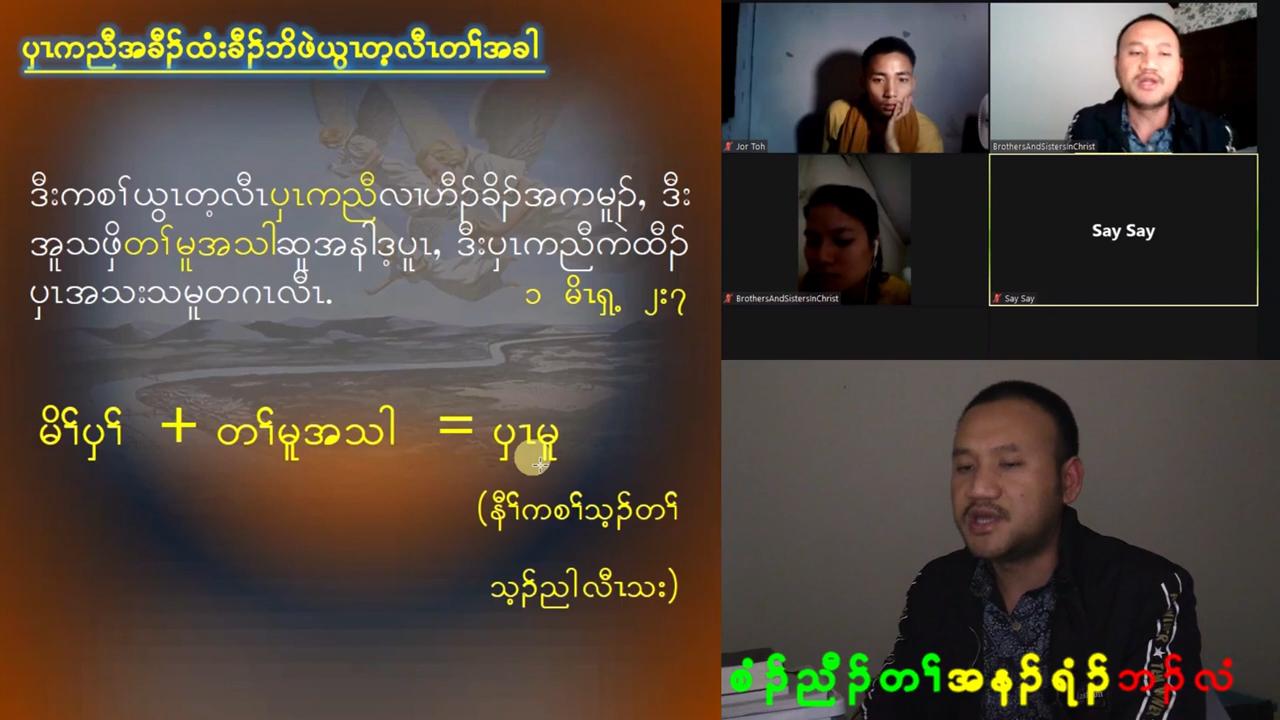 ပှၤကညီအခီၣ်ထံးခီၣ်ဘိဖဲယွၤတ့လီၤတၢ်အခါ
ဒီးကစၢ်ယွၤတ့လီၤပှၤကညီလၢဟီၣ်ခိၣ်အကမူၣ်, ဒီး
အူသဖှိတၢ်မူအသါဆူအနါဒ့ပူၤ, ဒီးပှၤကညီကဲထီၣ်
ပှၤအသးသမူတဂၤလီၤ. ၁ မိၤရှ့ ၂း၇
မိၢ်ပှၢ် + တၢ်မူအသါ = ပှၤမူ
(နီၢ်ကစၢ်သ့ၣ်တၢ်
သ့ၣ်ညါလီၤသး)
Jor Toh
BrothersAndSistersInChrist
BrothersAndSistersInChrist
Say Say
Say Say
စံၣ်ညီၣ်တၢ်အနၣ်ရံၣ်ဘၣ်လံ